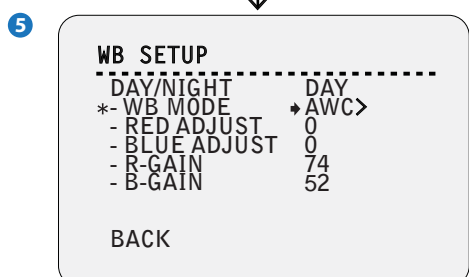 5
WB SETUP
DAY/NIGHT DAY
*- WB MODE ➧AWC>
- RED ADJUST 0
- BLUE ADJUST 0
- R-GAIN 74
- B-GAIN 52
BACK